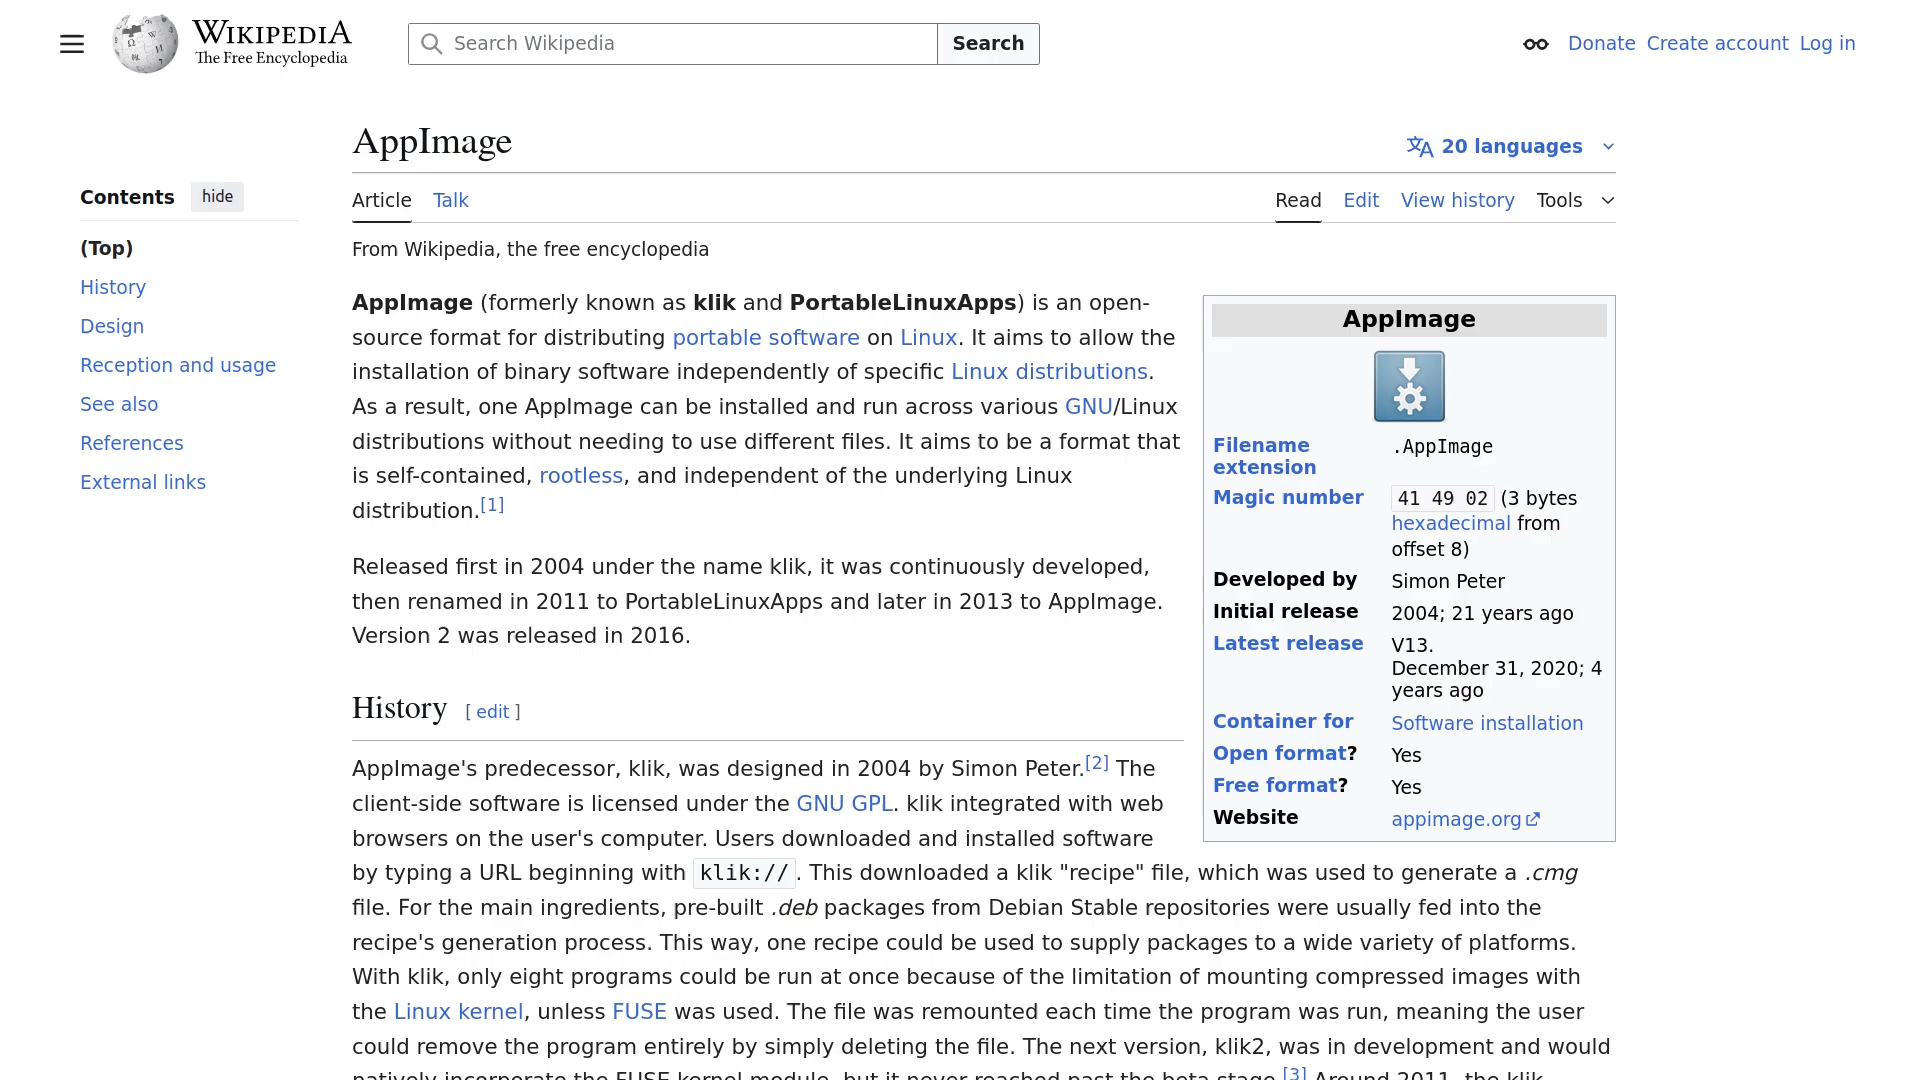 WIKIPEDIA
The Free Encyclopedia
Search Wikipedia
Search
Donate Create account Log in
AppImage
20 languages
Contents hide
(Top)
History
Design
Reception and usage
See also
References
External links
Article Talk
Read Edit View history Tools
From Wikipedia, the free encyclopedia
AppImage (formerly known as klik and PortableLinuxApps) is an open-
source format for distributing portable software on Linux. It aims to allow the
installation of binary software independently of specific Linux distributions.
As a result, one AppImage can be installed and run across various GNU/Linux
distributions without needing to use different files. It aims to be a format that
is self-contained, rootless, and independent of the underlying Linux
distribution.[1]
Released first in 2004 under the name klik, it was continuously developed,
then renamed in 2011 to PortableLinuxApps and later in 2013 to AppImage.
Version 2 was released in 2016.
AppImage
Filename
extension
.AppImage
Magic number
41 49 02 (3 bytes
hexadecimal from
offset 8)
Developed by
Simon Peter
Initial release
2004; 21 years ago
Latest release
V13.
December 31, 2020; 4
years ago
Container for
Software installation
Open format?
Yes
Free format?
Yes
Website
appimage.org
History [ edit ]
AppImage's predecessor, klik, was designed in 2004 by Simon Peter.[2] The
client-side software is licensed under the GNU GPL. klik integrated with web
browsers on the user's computer. Users downloaded and installed software
by typing a URL beginning with klik://. This downloaded a klik "recipe" file, which was used to generate a .cmg
file. For the main ingredients, pre-built .deb packages from Debian Stable repositories were usually fed into the
recipe's generation process. This way, one recipe could be used to supply packages to a wide variety of platforms.
With klik, only eight programs could be run at once because of the limitation of mounting compressed images with
the Linux kernel, unless FUSE was used. The file was remounted each time the program was run, meaning the user
could remove the program entirely by simply deleting the file. The next version, klik2, was in development and would
natively incorporate the FUSE kernel module, but it never reached past the beta stage.[3] Around 2011, the klik